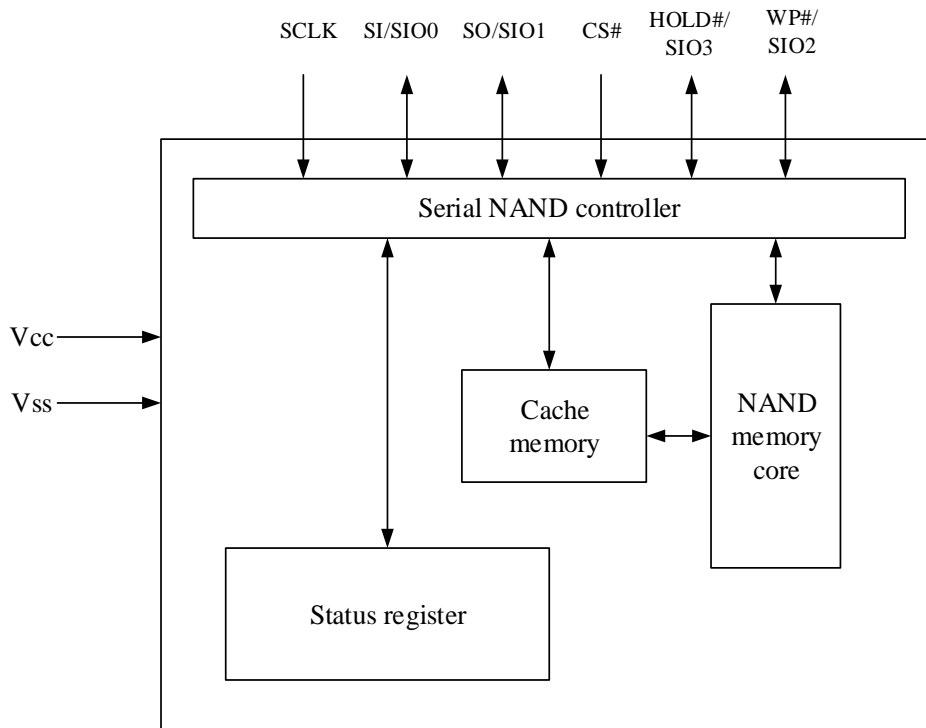 SCLK
SI/SIO0
SO/SIO1
CS#
HOLD#/
SIO3
WP#/
SIO2
Serial NAND controller
Vcc
Vss
Cache
memory
NAND
memory
core
Status register